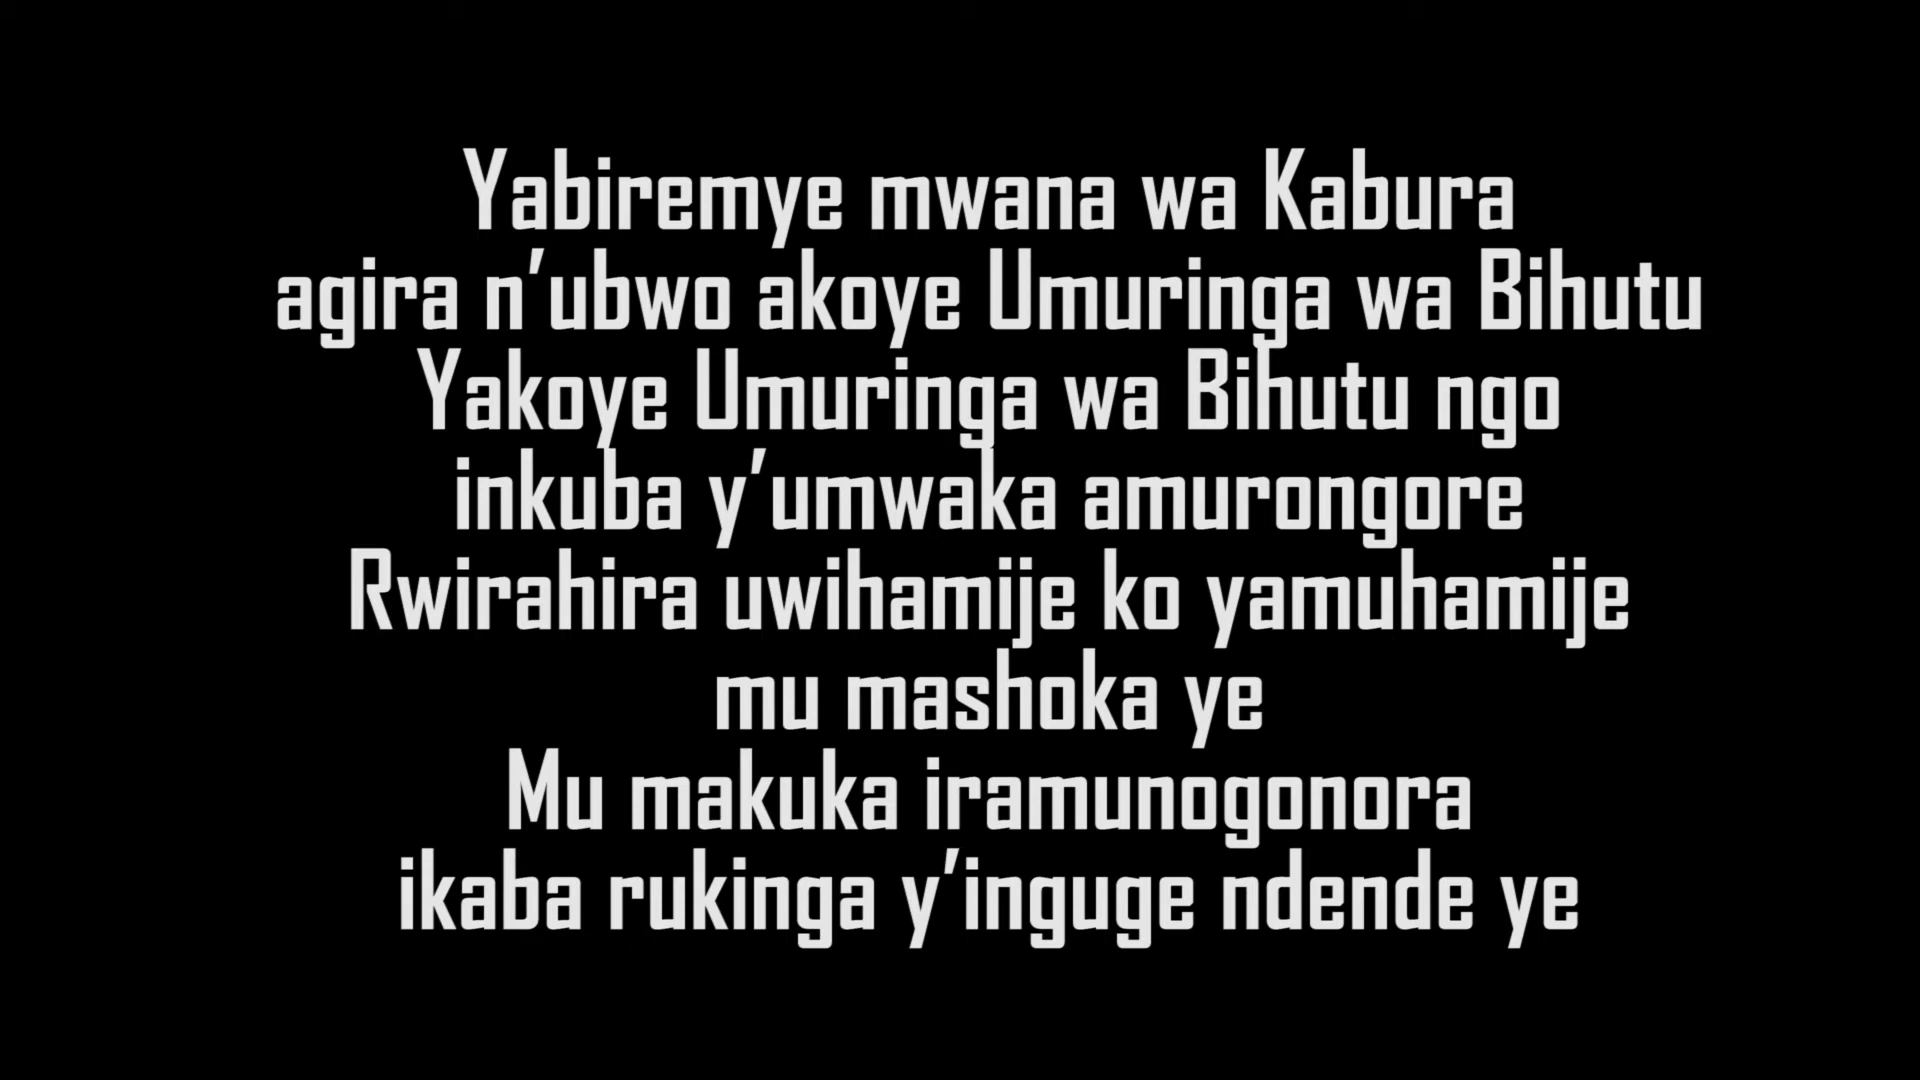 Yabiremye mwana wa Kabura
agira n’ubwo akoye Umuringa wa Bihutu
Yakoye Umuringa wa Bihutu ngo
inkuba y’umwaka amurongore
Rwirahira uwihamije ko yamuhamije
mu mashoka ye
Mu makuka iramunogonora
ikaba rukinga y’inguge ndende ye